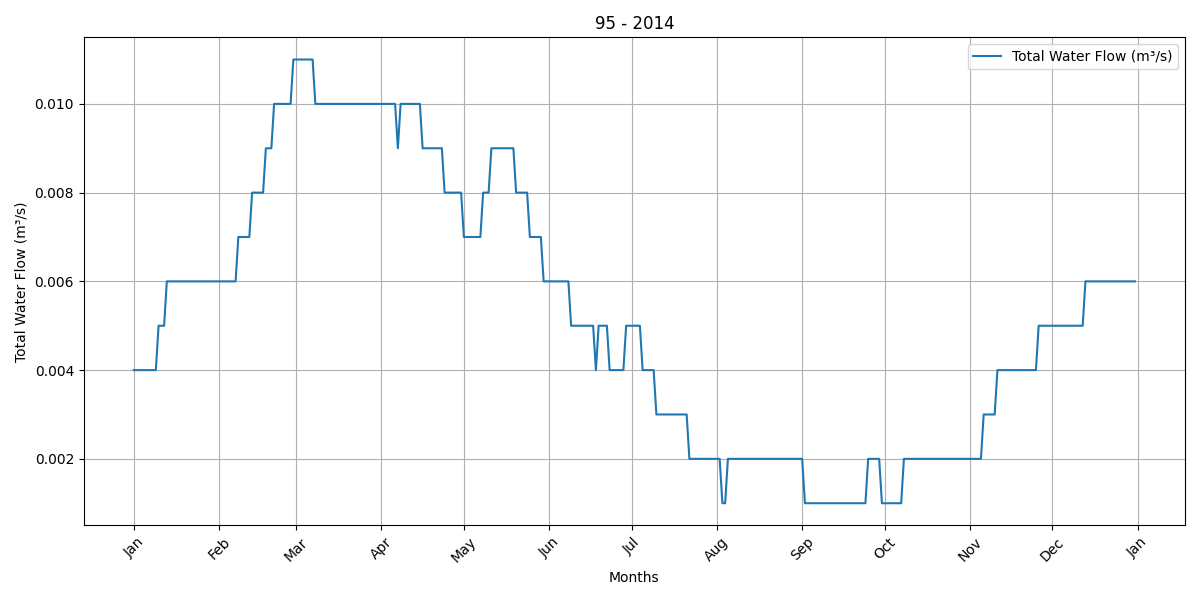 95 - 2014
Total Water Flow (m³/s)
Total Water Flow (m³/s)
0.010
0.008
0.006
0.004
0.002
Jan
Feb
Mar
Apr
May
Jun
Jul
Aug
Sep
Oct
Nov
Dec
Jan
Months